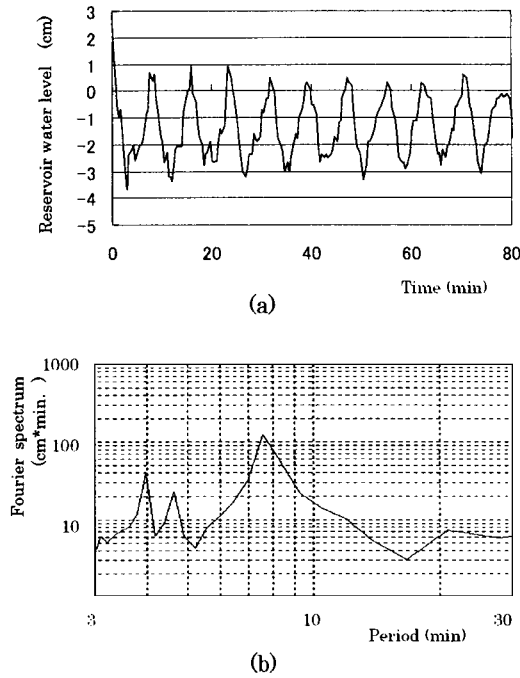 Reservoir water level (cm)
3
2
1
0
-1
-2
-3
-4
-5
0 20 40 60 80
Time (min)
(a)
Fourier spectrum
(cm*min. )
1000
100
10
3 10 30
Period (min)
(b)